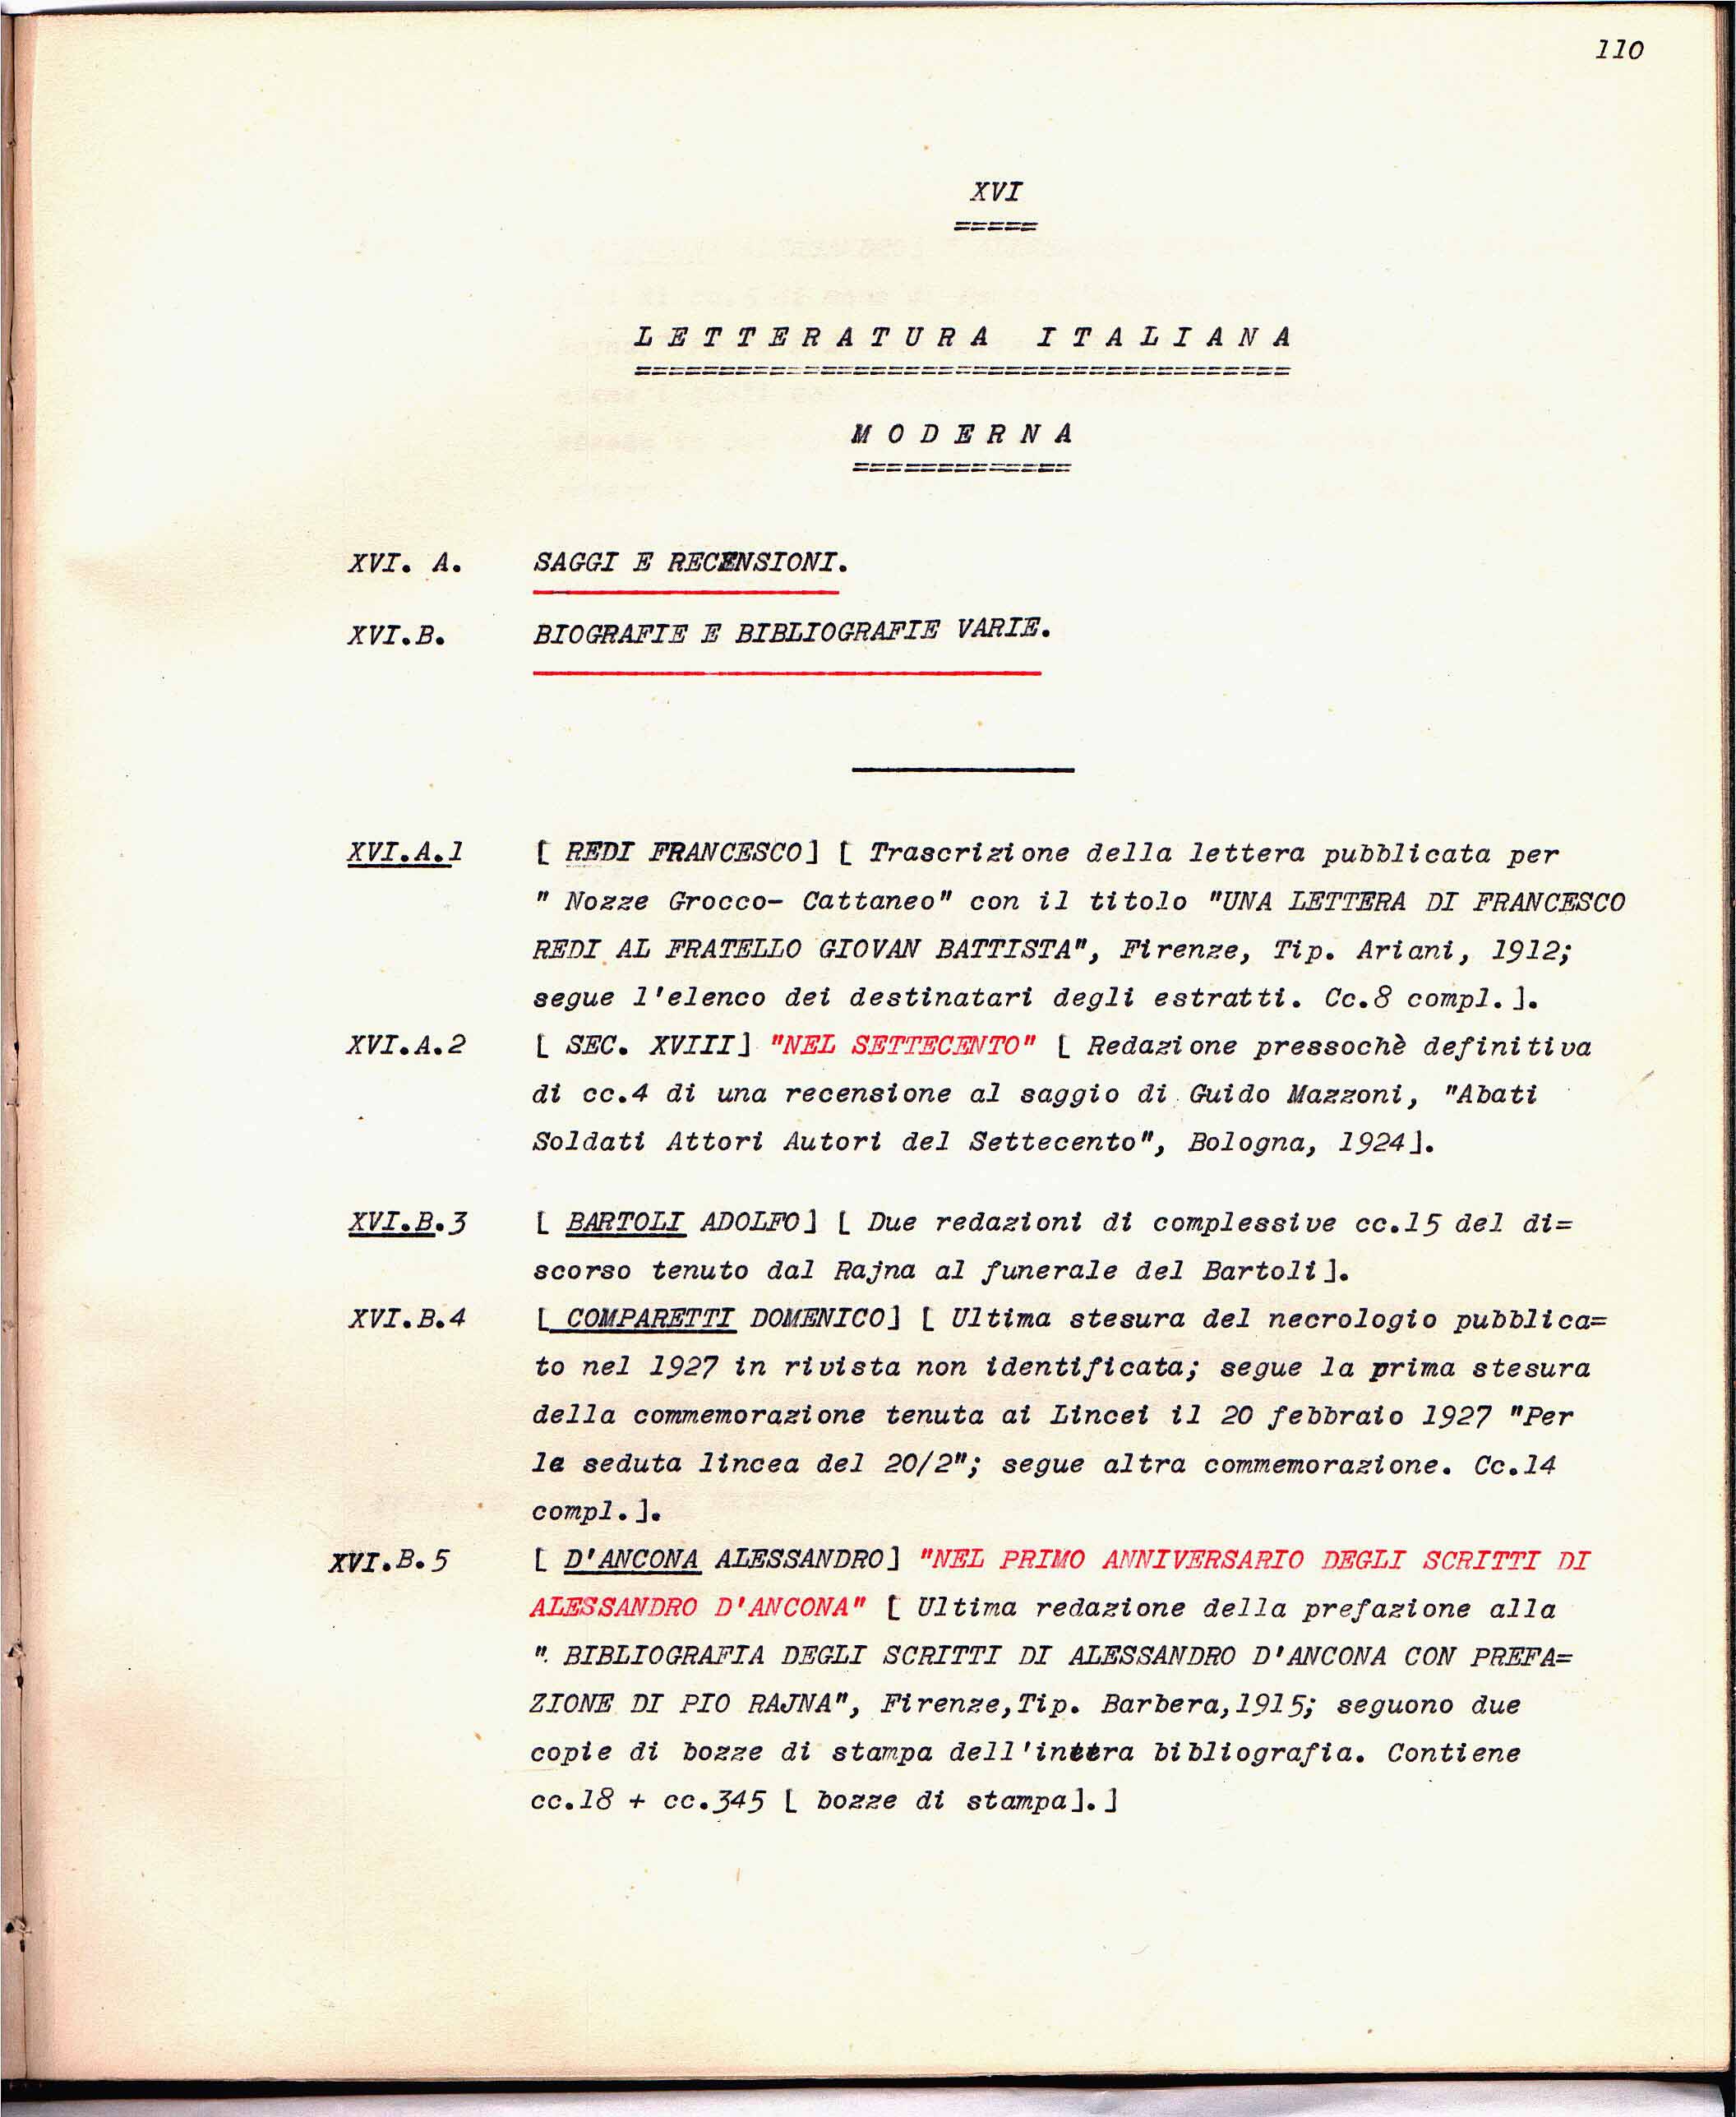 110
XVI
=====
L E T T E R A T U R A   I T A L I A N A
=======================================
M O D E R N A
=============
XVI. A. SAGGI E RECENSIONI.
XVI.B. BIOGRAFIE E BIBLIOGRAFIE VARIE.
XVI.A.1 [ REDI FRANCESCO] [ Trascrizione della lettera pubblicata per
" Nozze Grocco- Cattaneo" con il titolo "UNA LETTERA DI FRANCESCO
REDI AL FRATELLO GIOVAN BATTISTA", Firenze, Tip. Ariani, 1912;
segue l'elenco dei destinatari degli estratti. Cc.8 compl.].
XVI.A.2 [ SEC. XVIII] "NEL SETTECENTO" [ Redazione pressochè definitiva
di cc.4 di una recensione al saggio di Guido Mazzoni, "Abati
Soldati Attori Autori del Settecento", Bologna, 1924].
XVI.B.3 [ BARTOLI ADOLFO] [ Due redazioni di complessive cc.15 del di=
scorso tenuto dal Rajna al funerale del Bartoli].
XVI.B.4 [ COMPARETTI DOMENICO] [ Ultima stesura del necrologio pubblica=
to nel 1927 in rivista non identificata; segue la prima stesura
della commemorazione tenuta ai Lincei il 20 febbraio 1927 "Per
la seduta lincea del 20/2"; segue altra commemorazione. Cc.14
compl.].
XVI.B.5 [ D'ANCONA ALESSANDRO] "NEL PRIMO ANNIVERSARIO DEGLI SCRITTI DI
ALESSANDRO D'ANCONA" [ Ultima redazione della prefazione alla
". BIBLIOGRAFIA DEGLI SCRITTI DI ALESSANDRO D'ANCONA CON PREFA=
ZIONE DI PIO RAJNA", Firenze,Tip. Barbera,1915; seguono due
copie di bozze di stampa dell'intera bibliografia. Contiene
cc.18 + cc.345 [ bozze di stampa].]